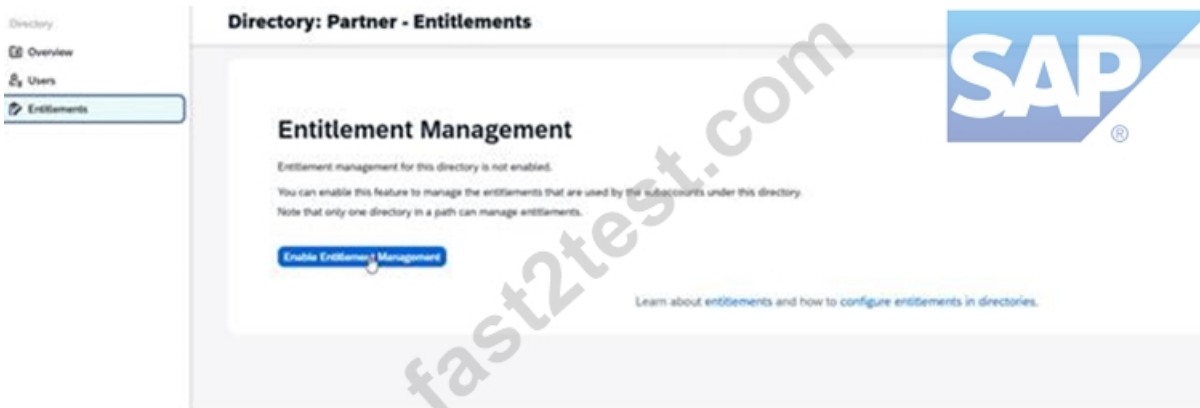 Directory
Overview
Users
Entitlements
Directory: Partner - Entitlements
SAP
®
Entitlement Management
Entitlement management for this directory is not enabled.
You can enable this feature to manage the entitlements that are used by the subaccounts under this directory.
Note that only one directory in a path can manage entitlements.
Enable Entitlement Management
Learn about entitlements and how to configure entitlements in directories.
fast2test.com